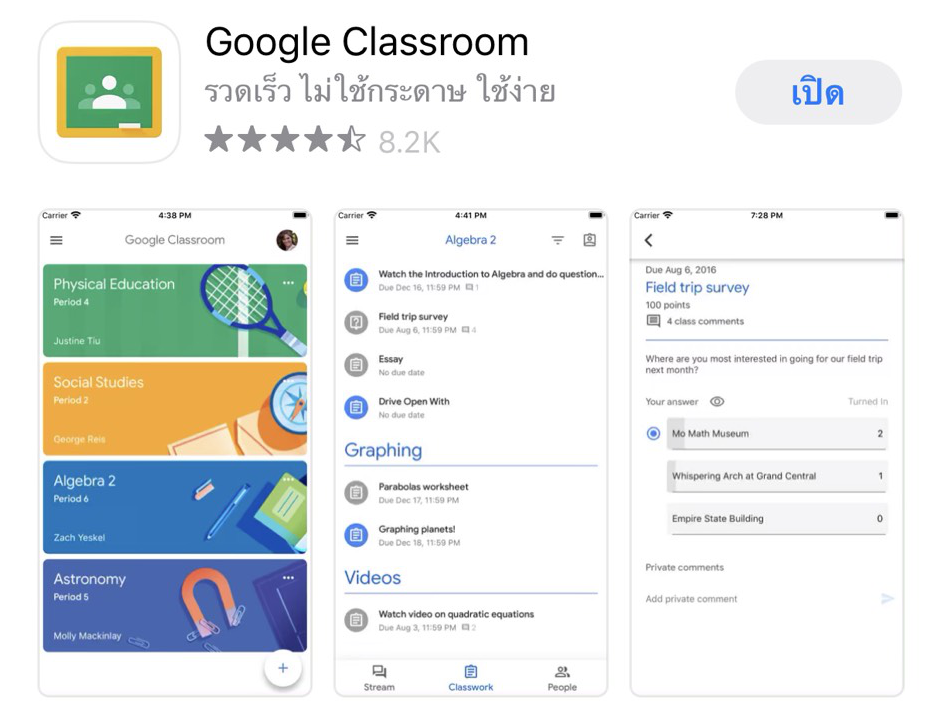 Google Classroom
รวดเร็ว ไม่ใช้กระดาษ ใช้ง่าย
8.2K
เปิด
Carrier 4:38 PM
Google Classroom
Physical Education
Period 4
Justine Tiu
Social Studies
Period 2
George Reis
Algebra 2
Period 6
Zach Yeskel
Astronomy
Period 5
Molly Mackinlay
+
Carrier 4:41 PM
Algebra 2
Watch the Introduction to Algebra and do question...
Due Dec 16, 11:59 PM 1
Field trip survey
Due Aug 6, 11:59 PM 4
Essay
No due date
Drive Open With
No due date
Graphing
Parabolas worksheet
Due Dec 17, 11:59 PM
Graphing planets!
Due Dec 18, 11:59 PM
Videos
Watch video on quadratic equations
Due Aug 3, 11:59 PM 2
Stream Classwork People
Carrier 7:28 PM
Due Aug 6, 2016
Field trip survey
100 points
4 class comments
Where are you most interested in going for our field trip
next month?
Your answer Turned In
Mo Math Museum 2
Whispering Arch at Grand Central 1
Empire State Building 0
Private comments
Add private comment